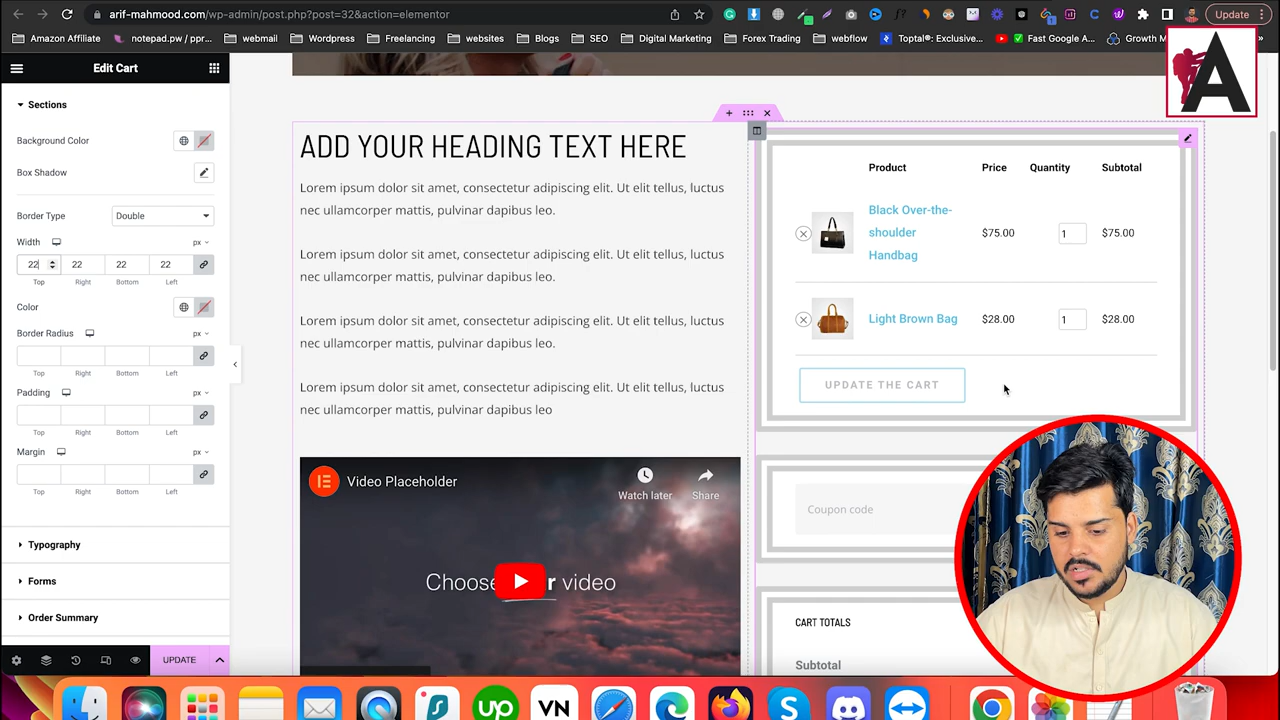 arif-mahmood.com/wp-admin/post.php?post=32&action=elementor
Update
Amazon Affiliate
notepad.pw / ppr...
webmail
Wordpress
Freelancing
websites
Blogs
SEO
Digital Marketing
Forex Trading
webflow
Toptal®: Exclusive...
Fast Google A...
Growth M
A
Edit Cart
Sections
Background Color
Box Shadow
Border Type
Double
Width
px
22 22 22 22
Top Right Bottom Left
Color
Border Radius
px
Top Right Bottom Left
Padding
px
Top Right Bottom Left
Margin
px
Top Right Bottom Left
Typography
Forms
Order Summary
UPDATE
ADD YOUR HEADING TEXT HERE
Lorem ipsum dolor sit amet, consectetur adipiscing elit. Ut elit tellus, luctus
nec ullamcorper mattis, pulvinar dapibus leo.
Lorem ipsum dolor sit amet, consectetur adipiscing elit. Ut elit tellus, luctus
nec ullamcorper mattis, pulvinar dapibus leo.
Lorem ipsum dolor sit amet, consectetur adipiscing elit. Ut elit tellus, luctus
nec ullamcorper mattis, pulvinar dapibus leo.
Lorem ipsum dolor sit amet, consectetur adipiscing elit. Ut elit tellus, luctus
nec ullamcorper mattis, pulvinar dapibus leo
Video Placeholder
Watch later
Share
Choose video
Product Price Quantity Subtotal
Black Over-the-
shoulder
Handbag
$75.00 1 $75.00
Light Brown Bag $28.00 1 $28.00
UPDATE THE CART
Coupon code
CART TOTALS
Subtotal
up
VN